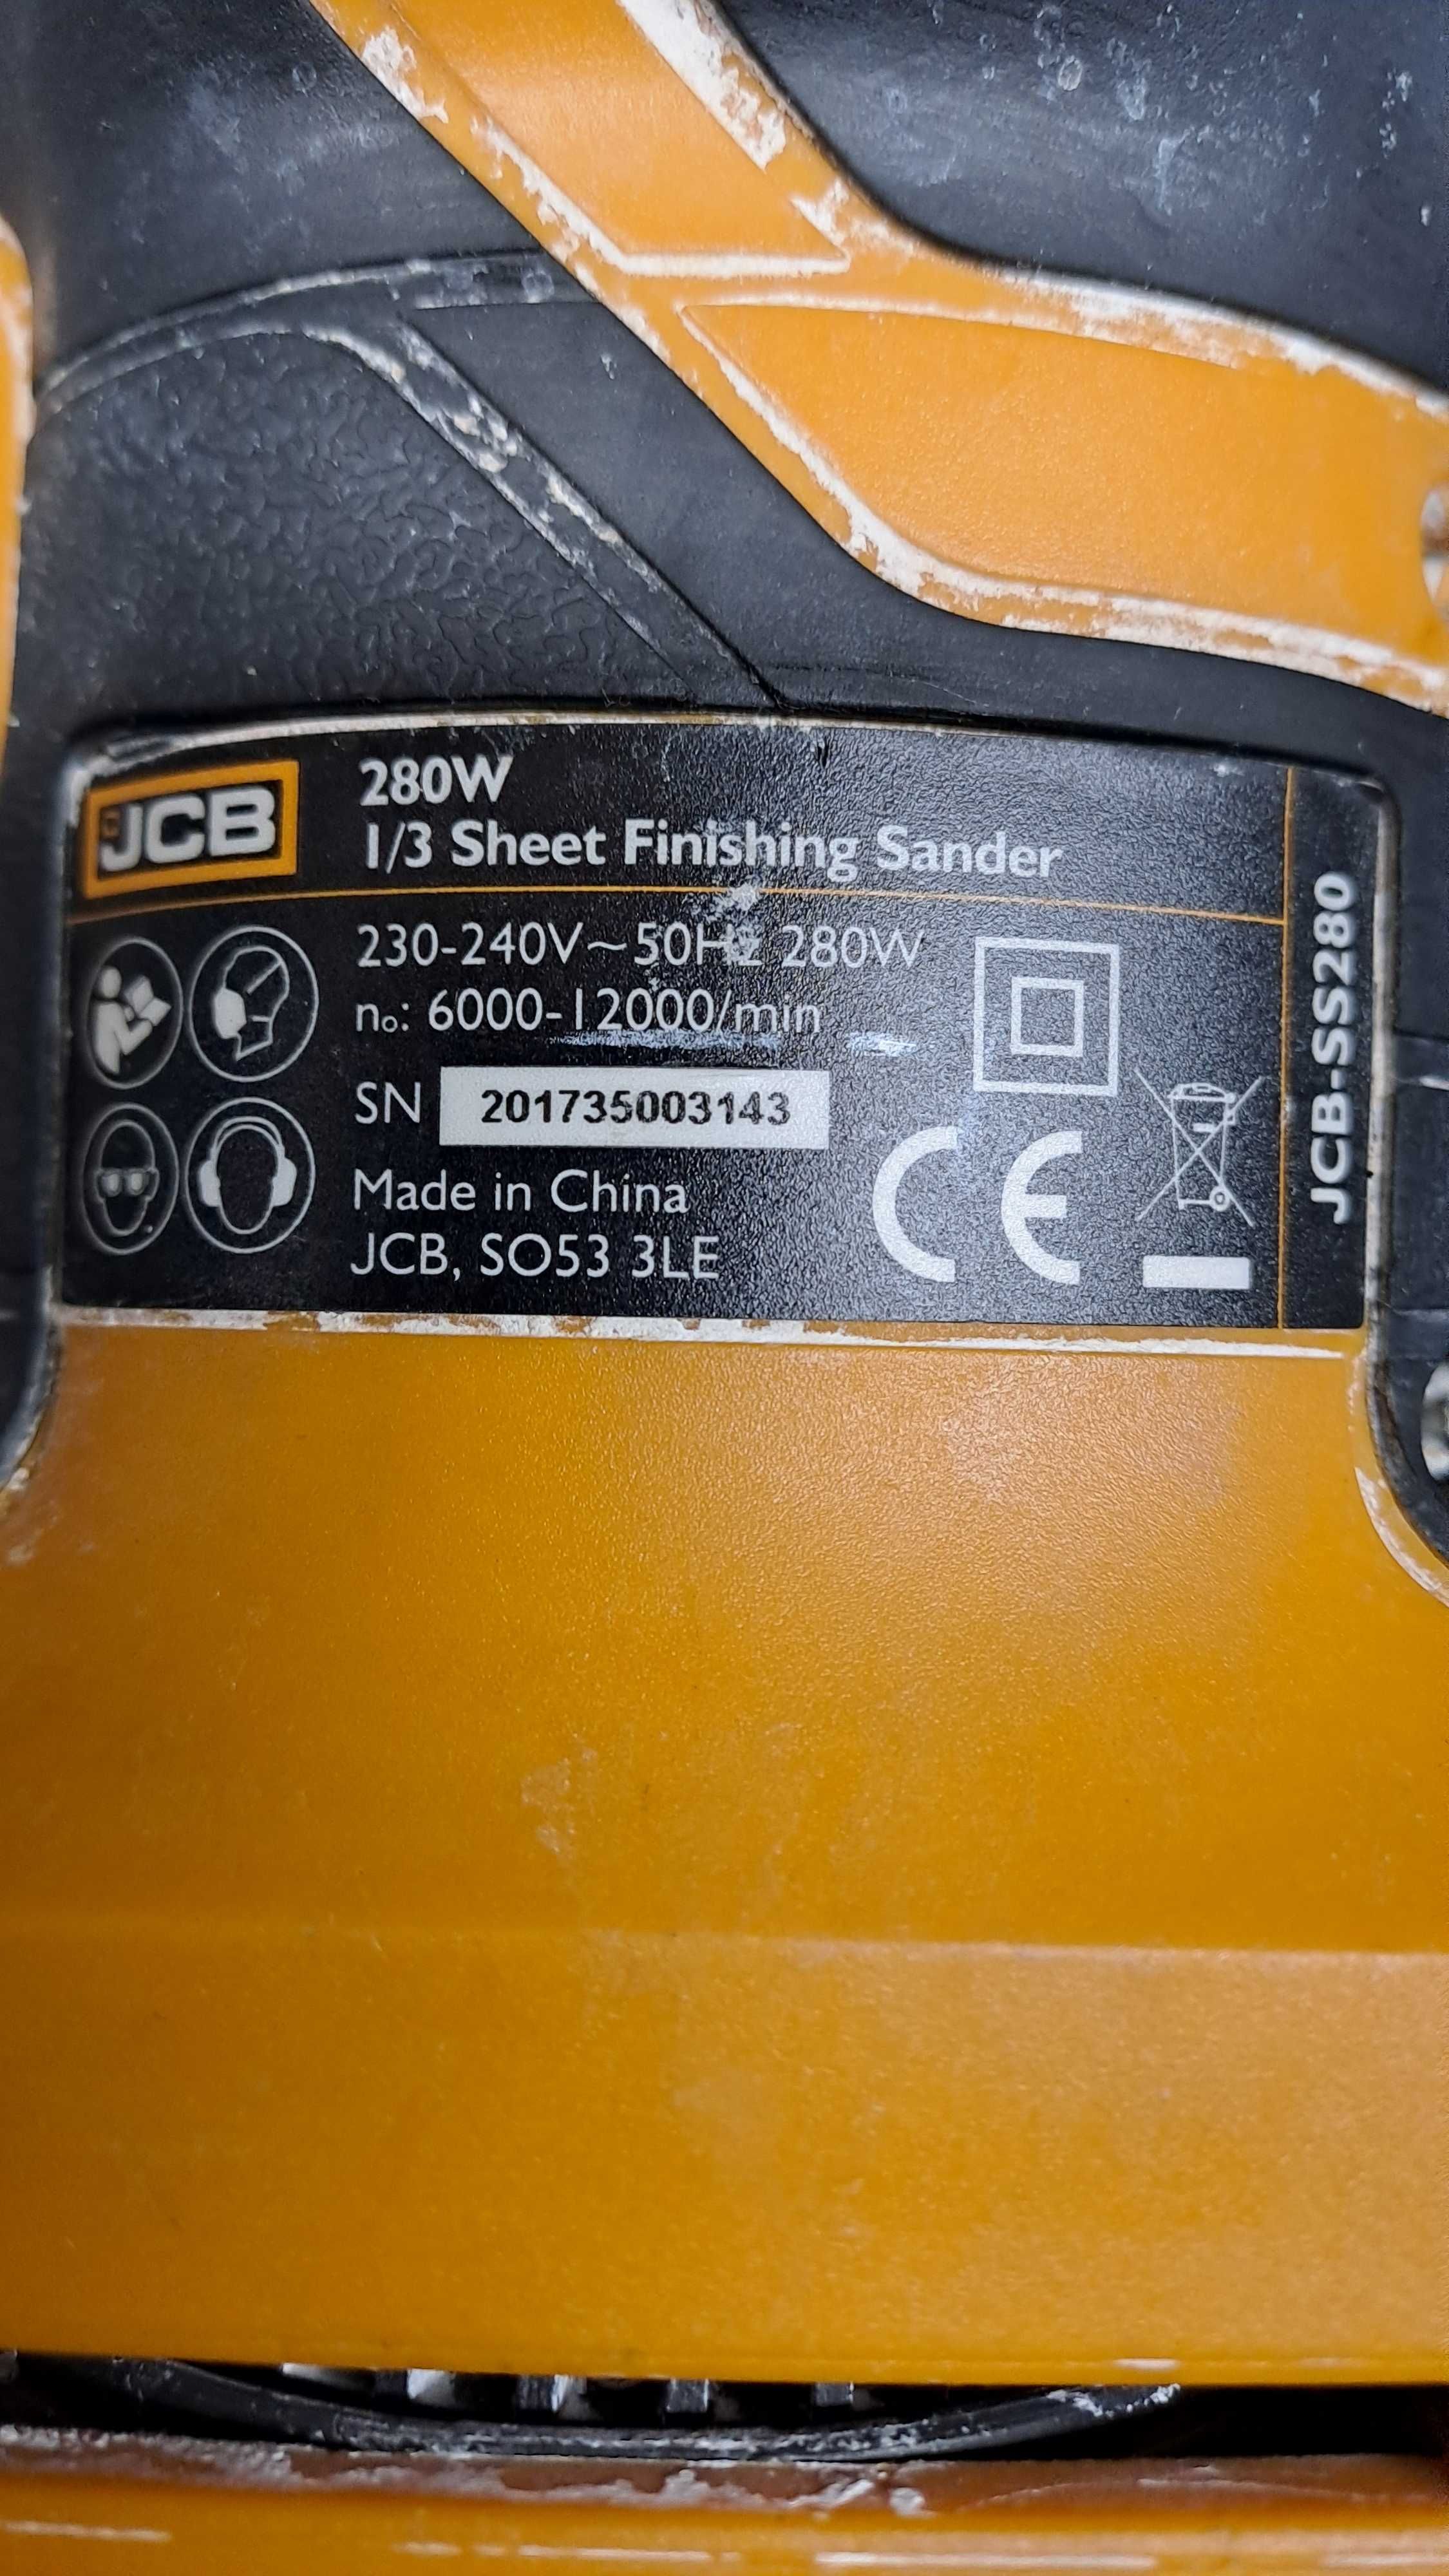 JCB
280W
1/3 Sheet Finishing Sander
230-240V~50Hz 280W
no: 6000-12000/min
SN 201735003143
Made in China
JCB, SO53 3LE
CE
JCB-SS280